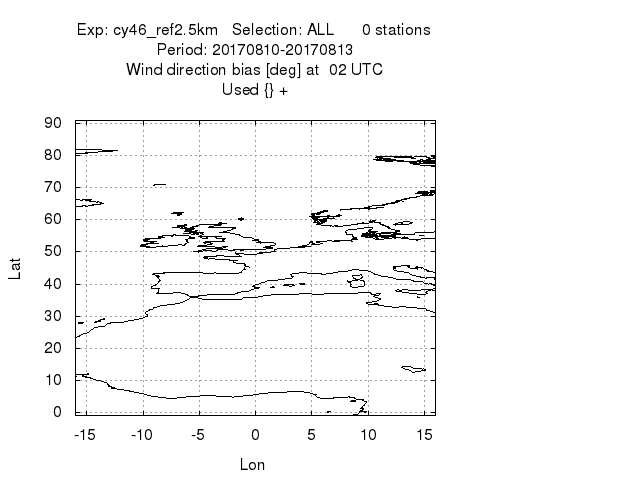 Exp: cy46_ref2.5km   Selection: ALL      0 stations
Period: 20170810-20170813
Wind direction bias [deg] at  02 UTC
Used {} +
90
80
70
60
50
40
30
20
10
0
Lat
-15 -10 -5 0 5 10 15
Lon